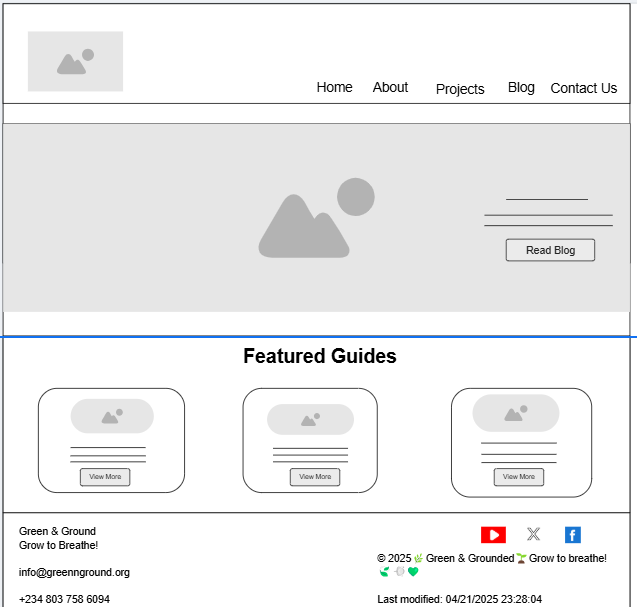 Home About Projects Blog Contact Us
Read Blog
Featured Guides
View More View More View More
Green & Ground
Grow to Breathe!
info@greennground.org
+234 803 758 6094
© 2025 🌿 Green & Grounded 🌱 Grow to breathe!
🍃 💨 💚
Last modified: 04/21/2025 23:28:04